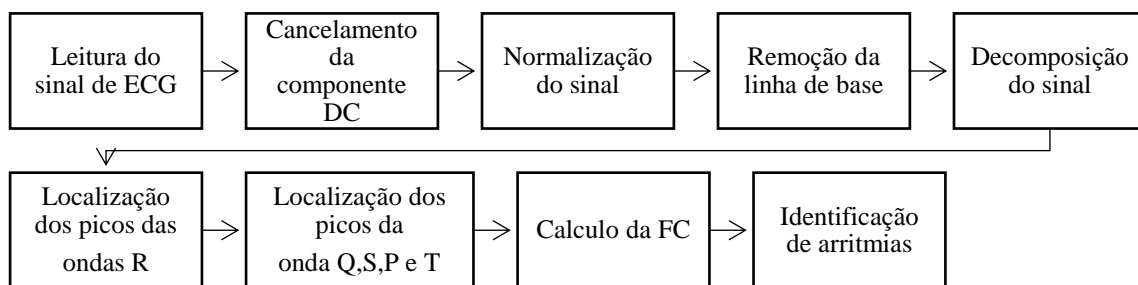 Leitura do
sinal de ECG
Cancelamento
da
componente
DC
Normalização
do sinal
Remoção da
linha de base
Decomposição
do sinal
Localização
dos picos das
ondas R
Localização dos
picos da
onda Q,S,P e T
Calculo da FC
Identificação
de arritmias